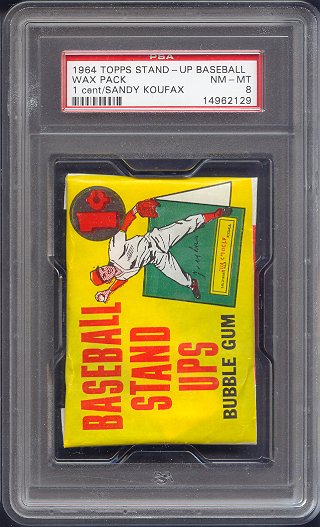 PSA
1964 TOPPS STAND-UP BASEBALL
WAX PACK NM-MT
1 cent/SANDY KOUFAX 8
14962129
1¢
BASEBALL
STAND
UPS
BUBBLE GUM